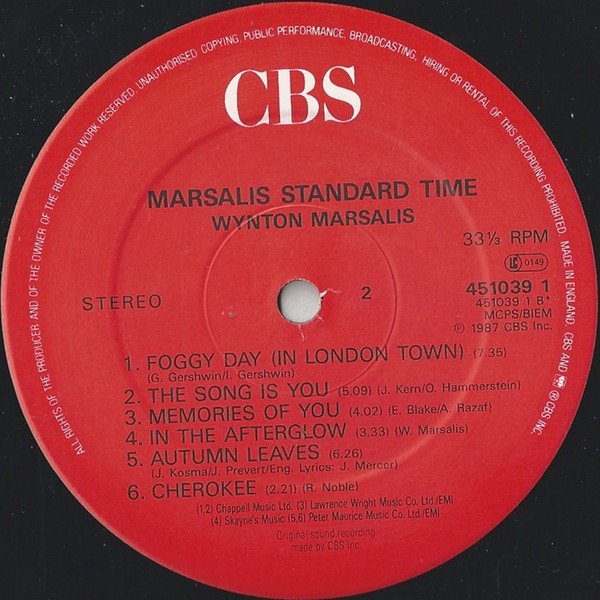 ALL RIGHTS OF THE PRODUCER AND OF THE OWNER OF THE RECORDED WORK RESERVED. UNAUTHORISED COPYING, PUBLIC PERFORMANCE, BROADCASTING, HIRING OR RENTAL OF THIS RECORDING PROHIBITED. MADE IN ENGLAND. CBS AND ® CBS INC.
CBS
MARSALIS STANDARD TIME
WYNTON MARSALIS
33⅓ RPM
LC 0149
STEREO
2
451039 1
451039 1 B*
MCPS/BIEM
℗ 1987 CBS Inc.
1. FOGGY DAY (IN LONDON TOWN) (7.35)
(G. Gershwin/I. Gershwin)
2. THE SONG IS YOU (5.09) (J. Kern/O. Hammerstein)
3. MEMORIES OF YOU (4.02) (E. Blake/A. Razaf)
4. IN THE AFTERGLOW (3.33) (W. Marsalis)
5. AUTUMN LEAVES (6.26)
(J. Kosma/J. Prevert/Eng. Lyrics: J. Mercer)
6. CHEROKEE (2.21) (R. Noble)
(1,2) Chappell Music Ltd. (3) Lawrence Wright Music Co. Ltd./EMI
(4) Skayne's Music (5,6) Peter Maurice Music Co. Ltd./EMI
Original sound recording
made by CBS Inc.